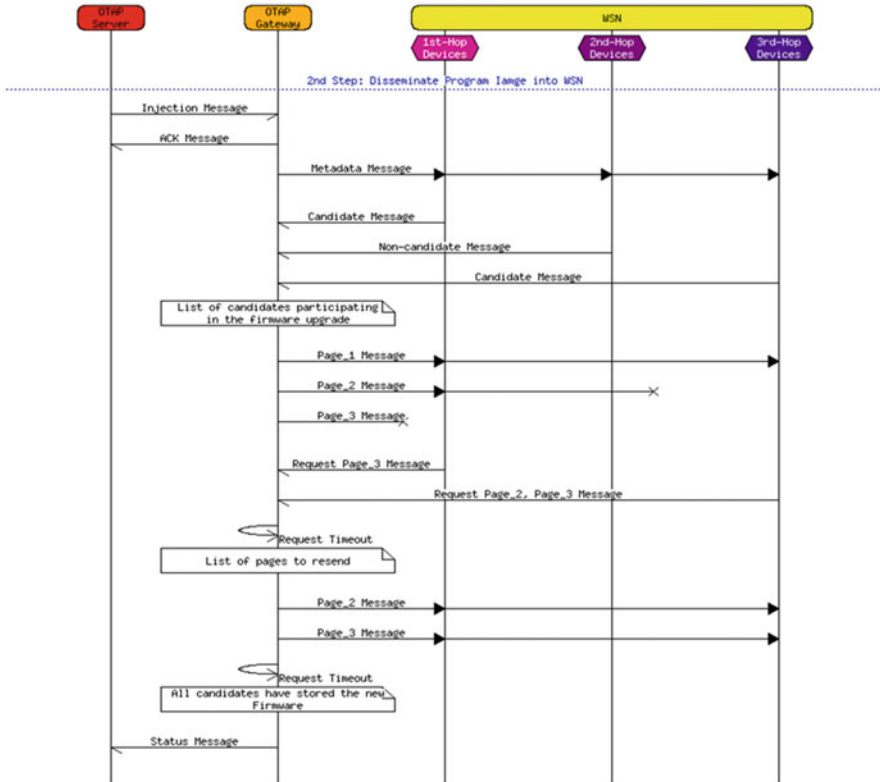 OTAP
Server
OTAP
Gateway
WSN
1st-Hop
Devices
2nd-Hop
Devices
3rd-Hop
Devices
2nd Step: Disseminate Program Iamge into WSN
Injection Message
ACK Message
Metadata Message
Candidate Message
Non-candidate Message
Candidate Message
List of candidates participating
in the firmware upgrade
Page_1 Message
Page_2 Message
Page_3 Message
Request Page_3 Message
Request Page_2, Page_3 Message
Request Timeout
List of pages to resend
Page_2 Message
Page_3 Message
Request Timeout
All candidates have stored the new
Firmware
Status Message